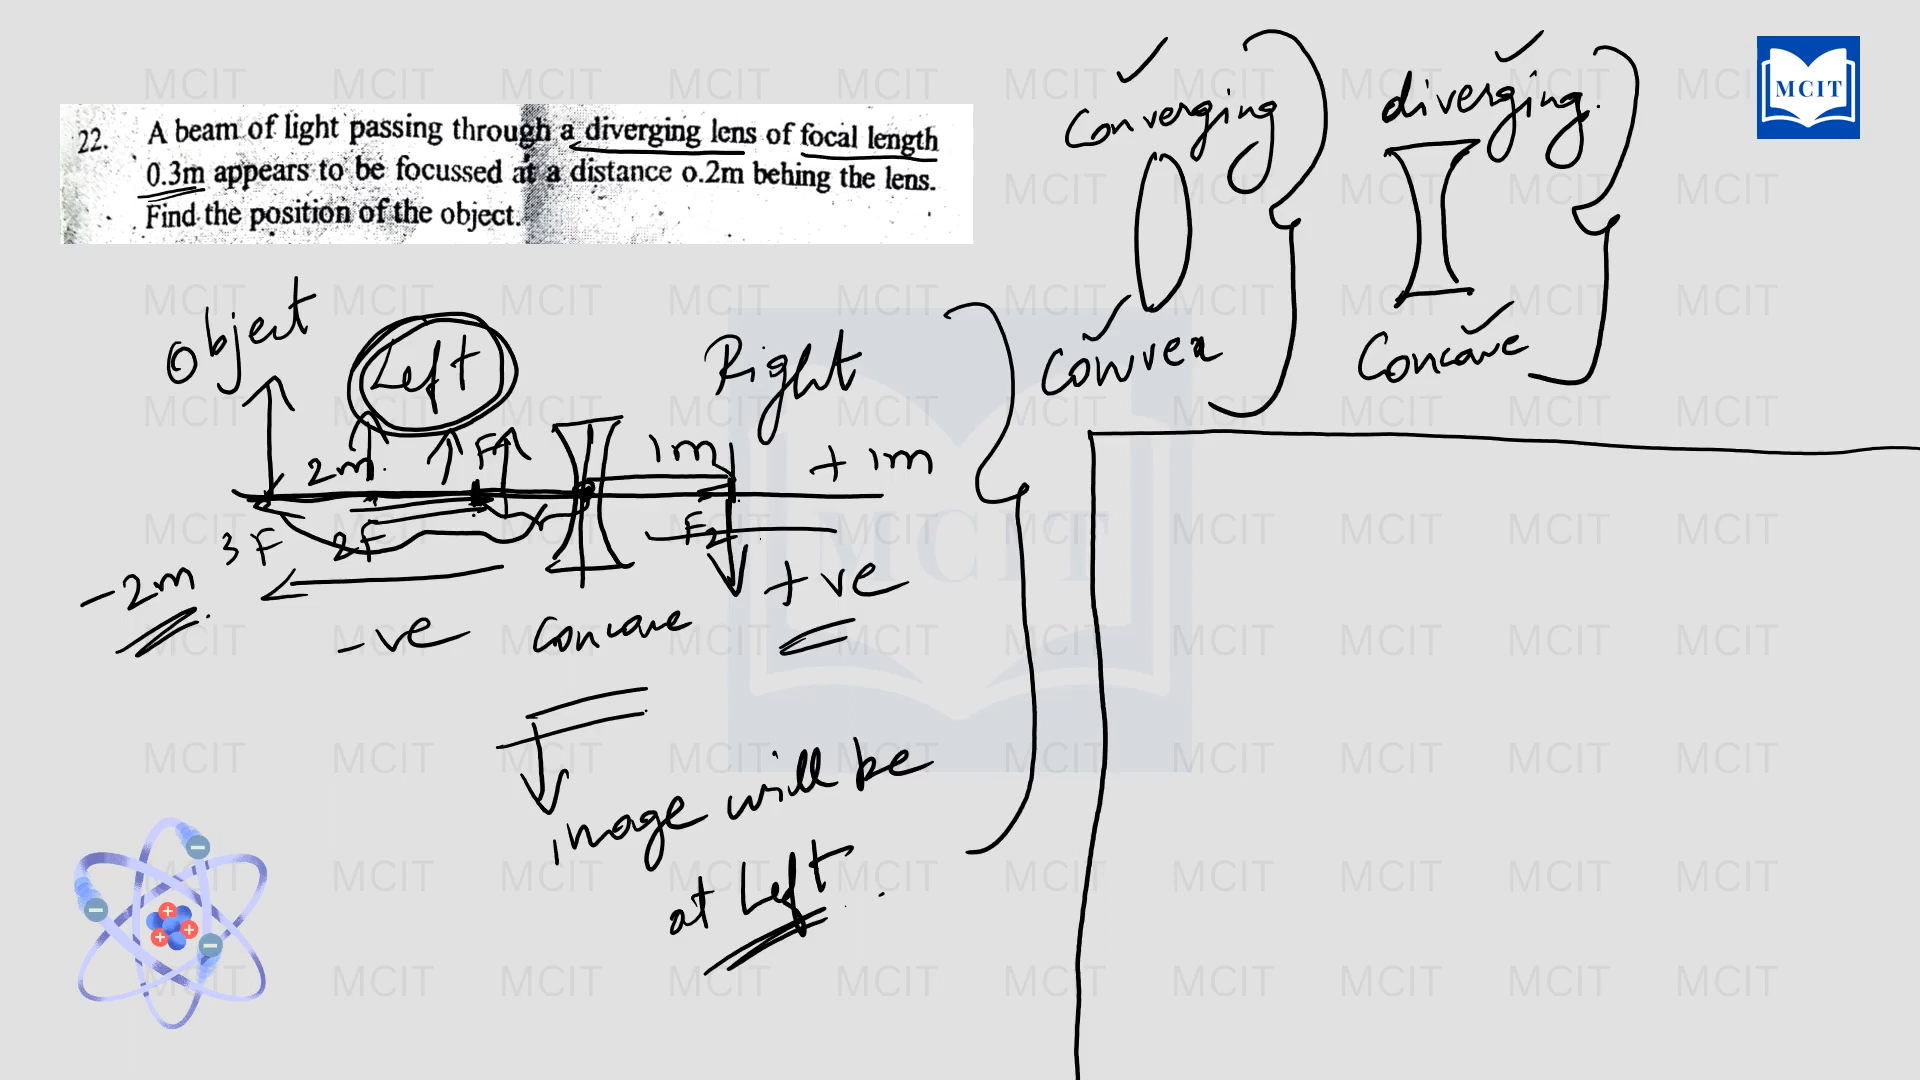 22. A beam of light passing through a diverging lens of focal length
0.3m appears to be focussed at a distance o.2m behing the lens.
Find the position of the object.
converging
diverging.
MCIT
convex
Concave
Object
Left
Right
2m.
F
1m
+ 1m
3F
2F
F2
-2m
-ve
concave
+ve
image will be
at Left.
MCIT